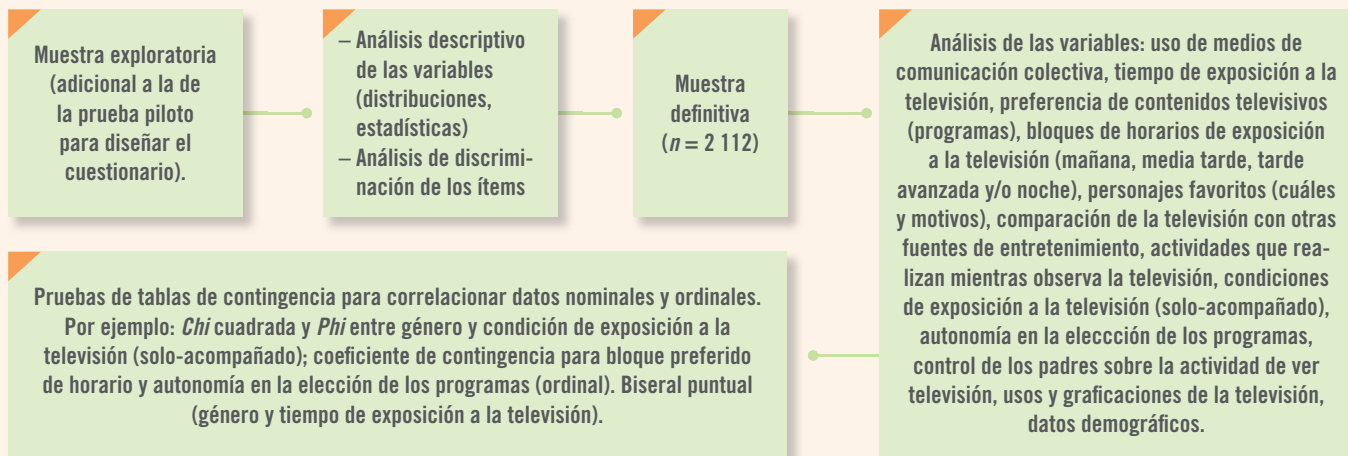 Muestra exploratoria
(adicional a la de
la prueba piloto
para diseñar el
cuestionario).
– Análisis descriptivo
de las variables
(distribuciones,
estadísticas)
– Análisis de discrimi-
nación de los ítems
Muestra
definitiva
(n = 2 112)
Análisis de las variables: uso de medios de
comunicación colectiva, tiempo de exposición a la
televisión, preferencia de contenidos televisivos
(programas), bloques de horarios de exposición
a la televisión (mañana, media tarde, tarde
avanzada y/o noche), personajes favoritos (cuáles
y motivos), comparación de la televisión con otras
fuentes de entretenimiento, actividades que rea-
lizan mientras observa la televisión, condiciones
de exposición a la televisión (solo-acompañado),
autonomía en la eleccción de los programas,
control de los padres sobre la actividad de ver
televisión, usos y graficaciones de la televisión,
datos demográficos.
Pruebas de tablas de contingencia para correlacionar datos nominales y ordinales.
Por ejemplo: Chi cuadrada y Phi entre género y condición de exposición a la
televisión (solo-acompañado); coeficiente de contingencia para bloque preferido
de horario y autonomía en la elección de los programas (ordinal). Biseral puntual
(género y tiempo de exposición a la televisión).